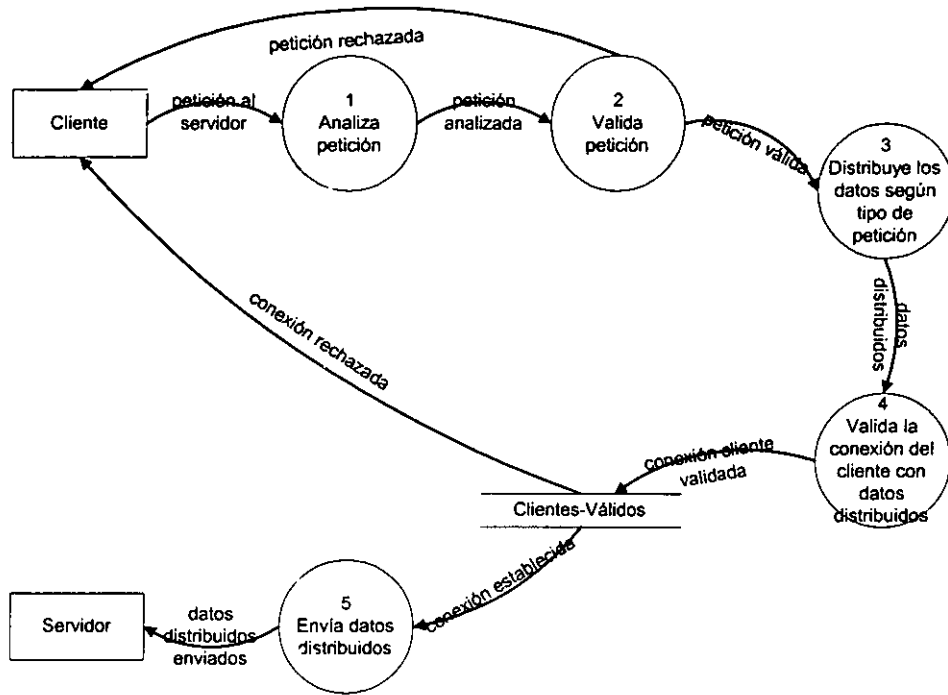 petición rechazada
Cliente
petición al
servidor
1
Analiza
petición
petición
analizada
2
Valida
petición
petición válida
3
Distribuye los
datos según
tipo de
petición
datos
distribuidos
conexión rechazada
4
Valida la
conexión del
cliente con
datos
distribuidos
conexión cliente
validada
Clientes-Válidos
conexión establecida
5
Envía datos
distribuidos
datos
distribuidos
enviados
Servidor